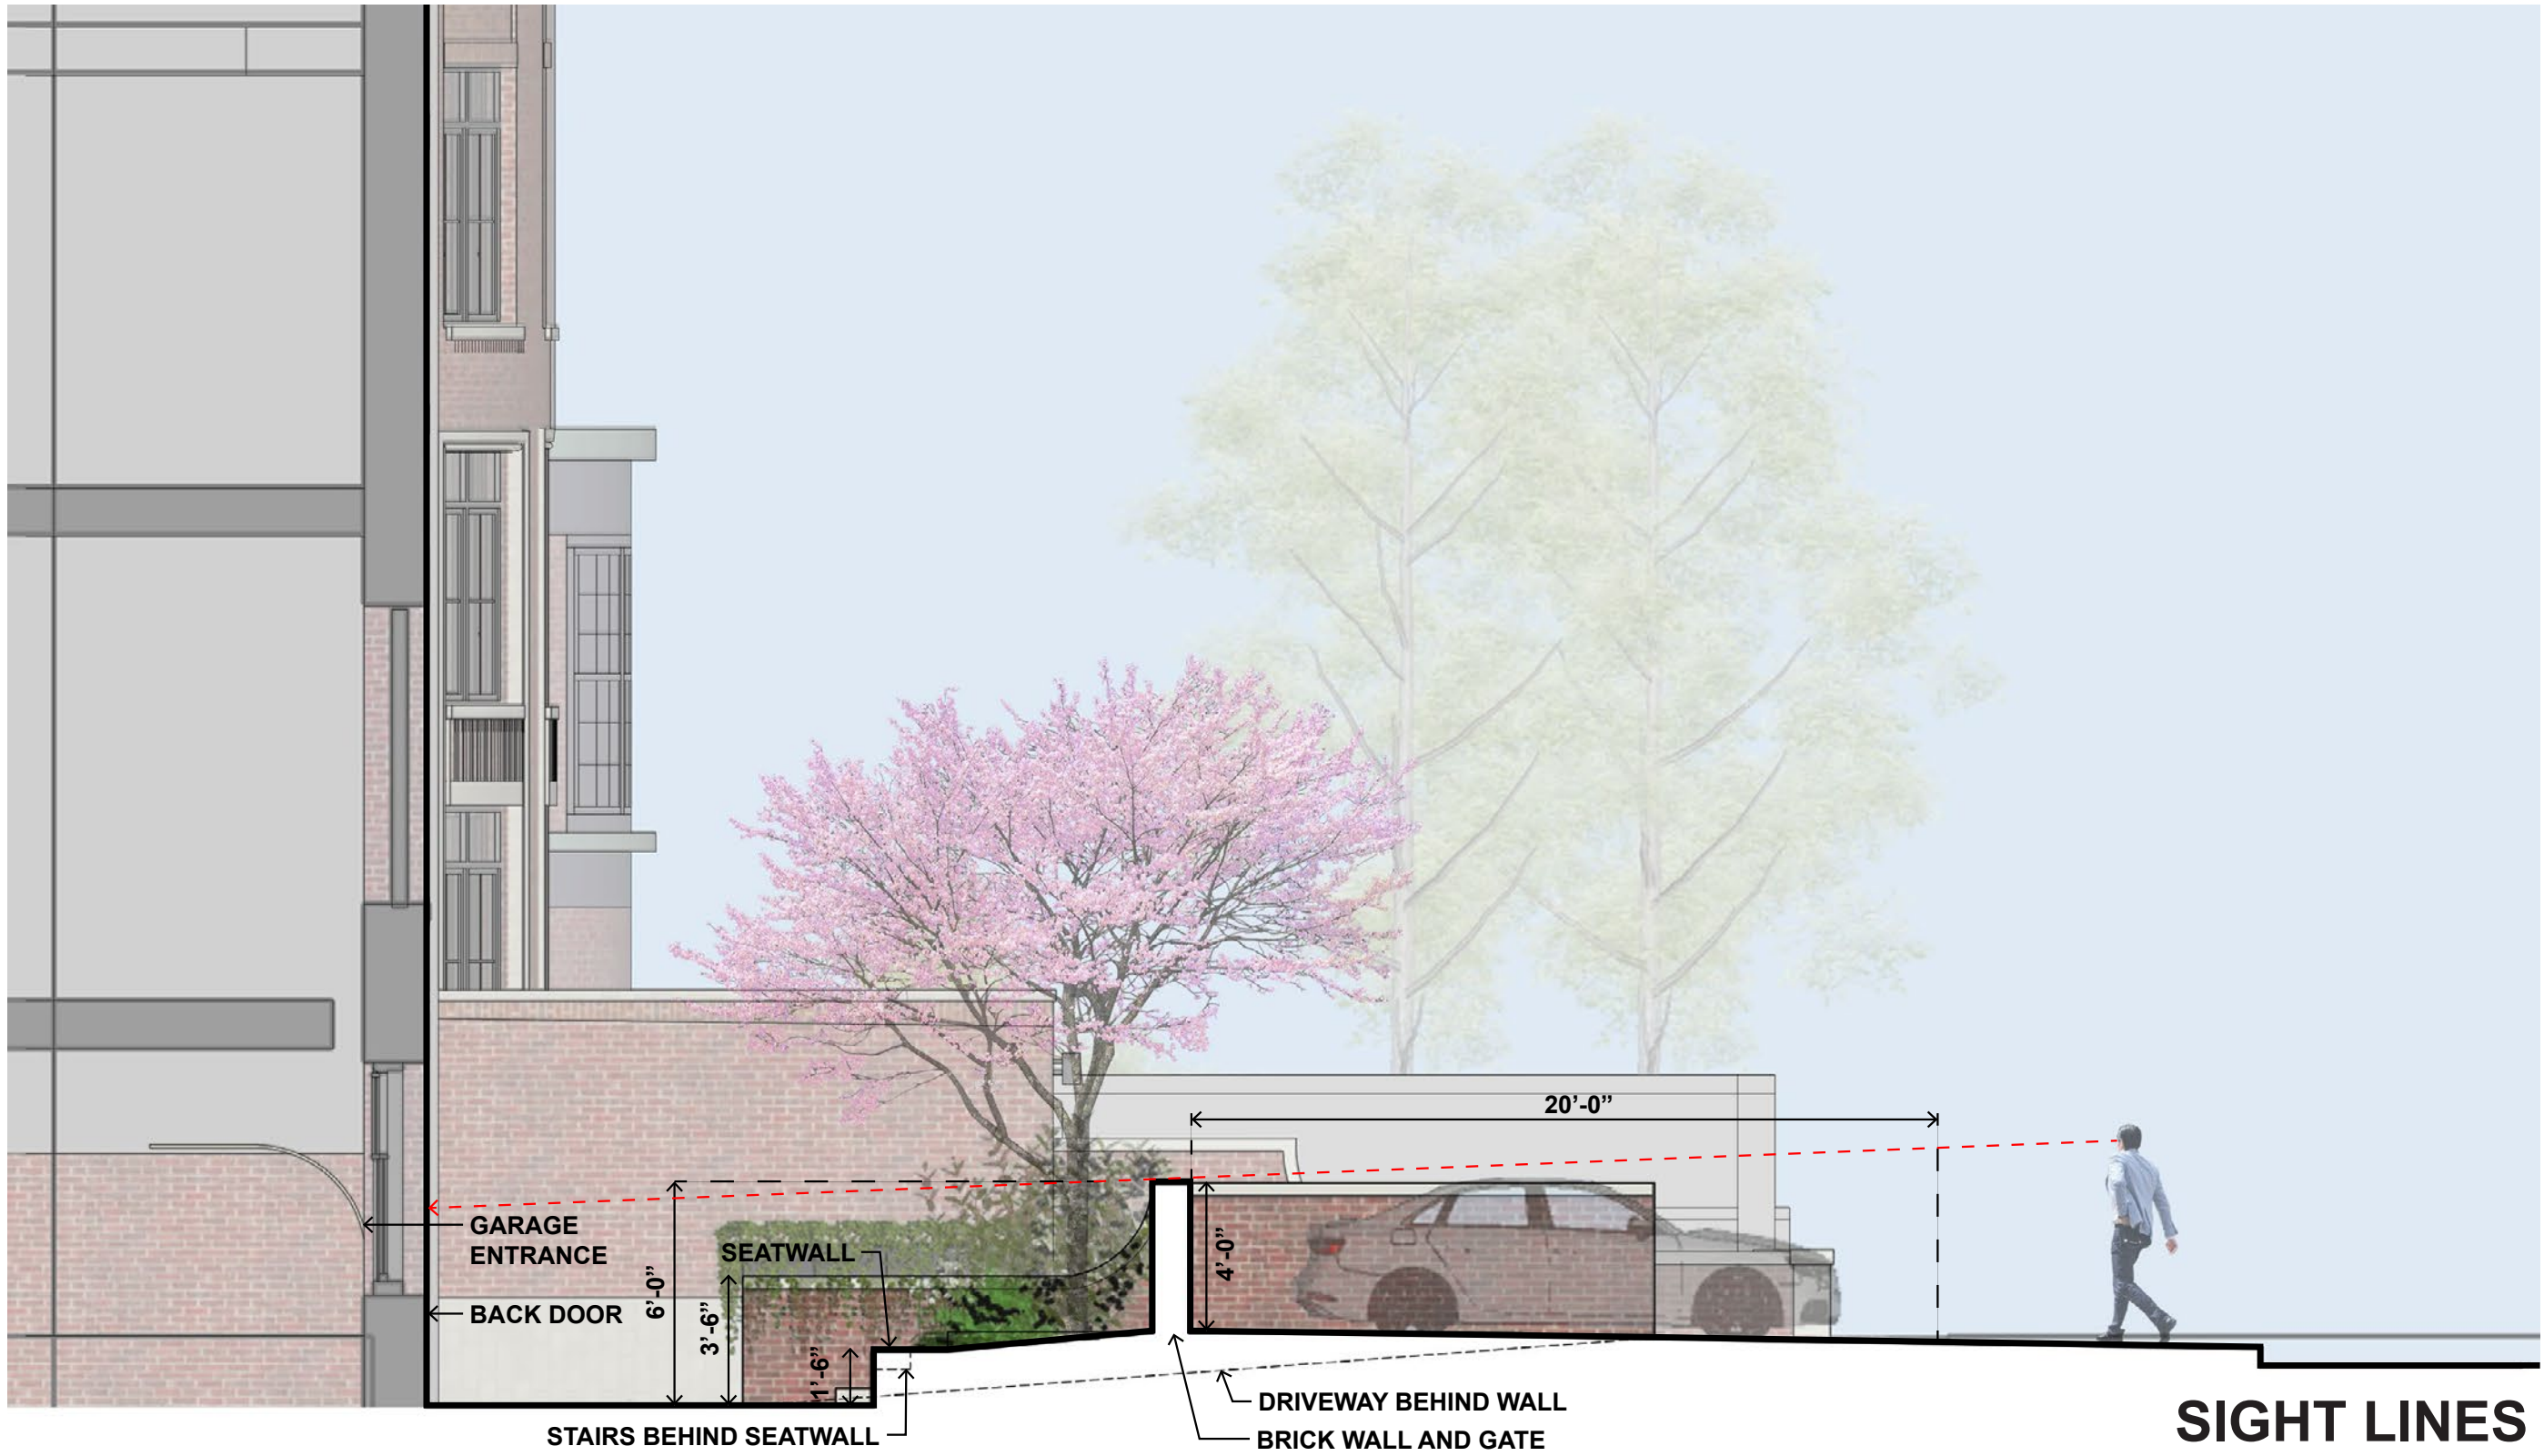 20’-0”
GARAGE
ENTRANCE
SEATWALL
4’-0”
6’-0”
BACK DOOR
3’-6”
1’-6”
DRIVEWAY BEHIND WALL
STAIRS BEHIND SEATWALL
BRICK WALL AND GATE
SIGHT LINES